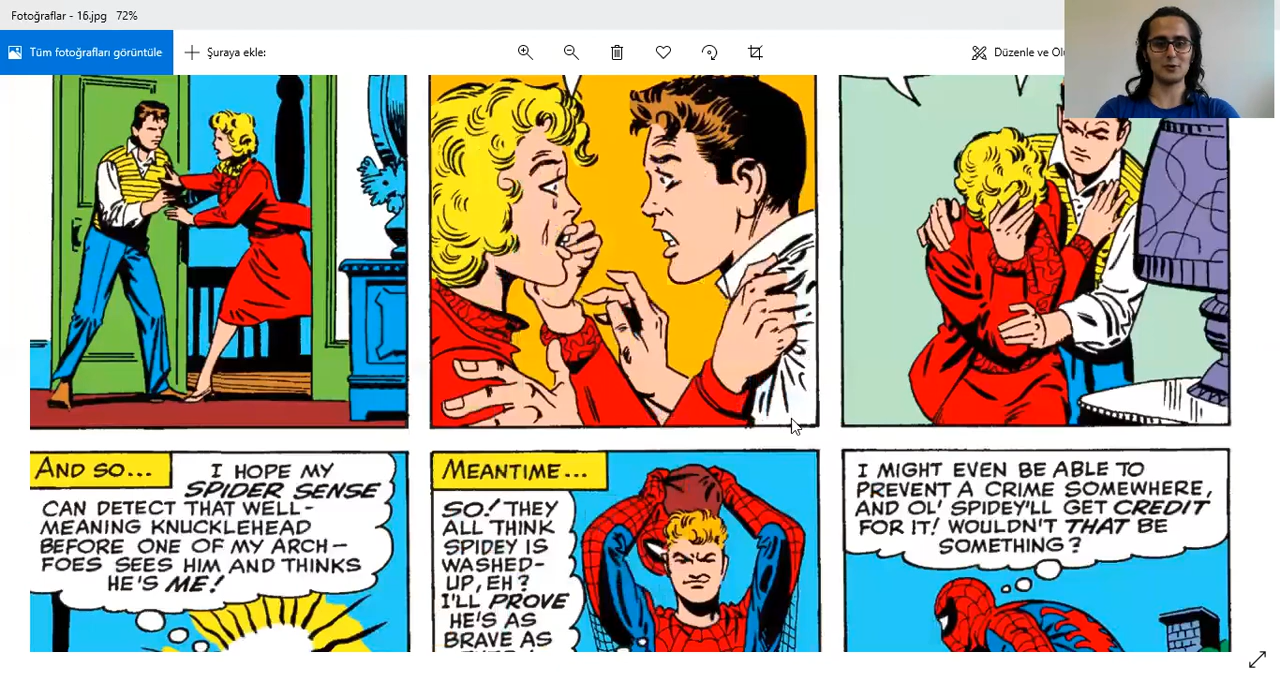 Fotoğraflar - 16.jpg 72%
Tüm fotoğrafları görüntüle
Şuraya ekle:
Düzenle ve Ol
AND SO...
I HOPE MY
SPIDER SENSE
CAN DETECT THAT WELL-
MEANING KNUCKLEHEAD
BEFORE ONE OF MY ARCH-
FOES SEES HIM AND THINKS
HE'S ME!
MEANTIME...
SO! THEY
ALL THINK
SPIDEY IS
WASHED-
UP, EH?
I'LL PROVE
HE'S AS
BRAVE AS
I MIGHT EVEN BE ABLE TO
PREVENT A CRIME SOMEWHERE,
AND OL' SPIDEY'LL GET CREDIT
FOR IT! WOULDN'T THAT BE
SOMETHING?